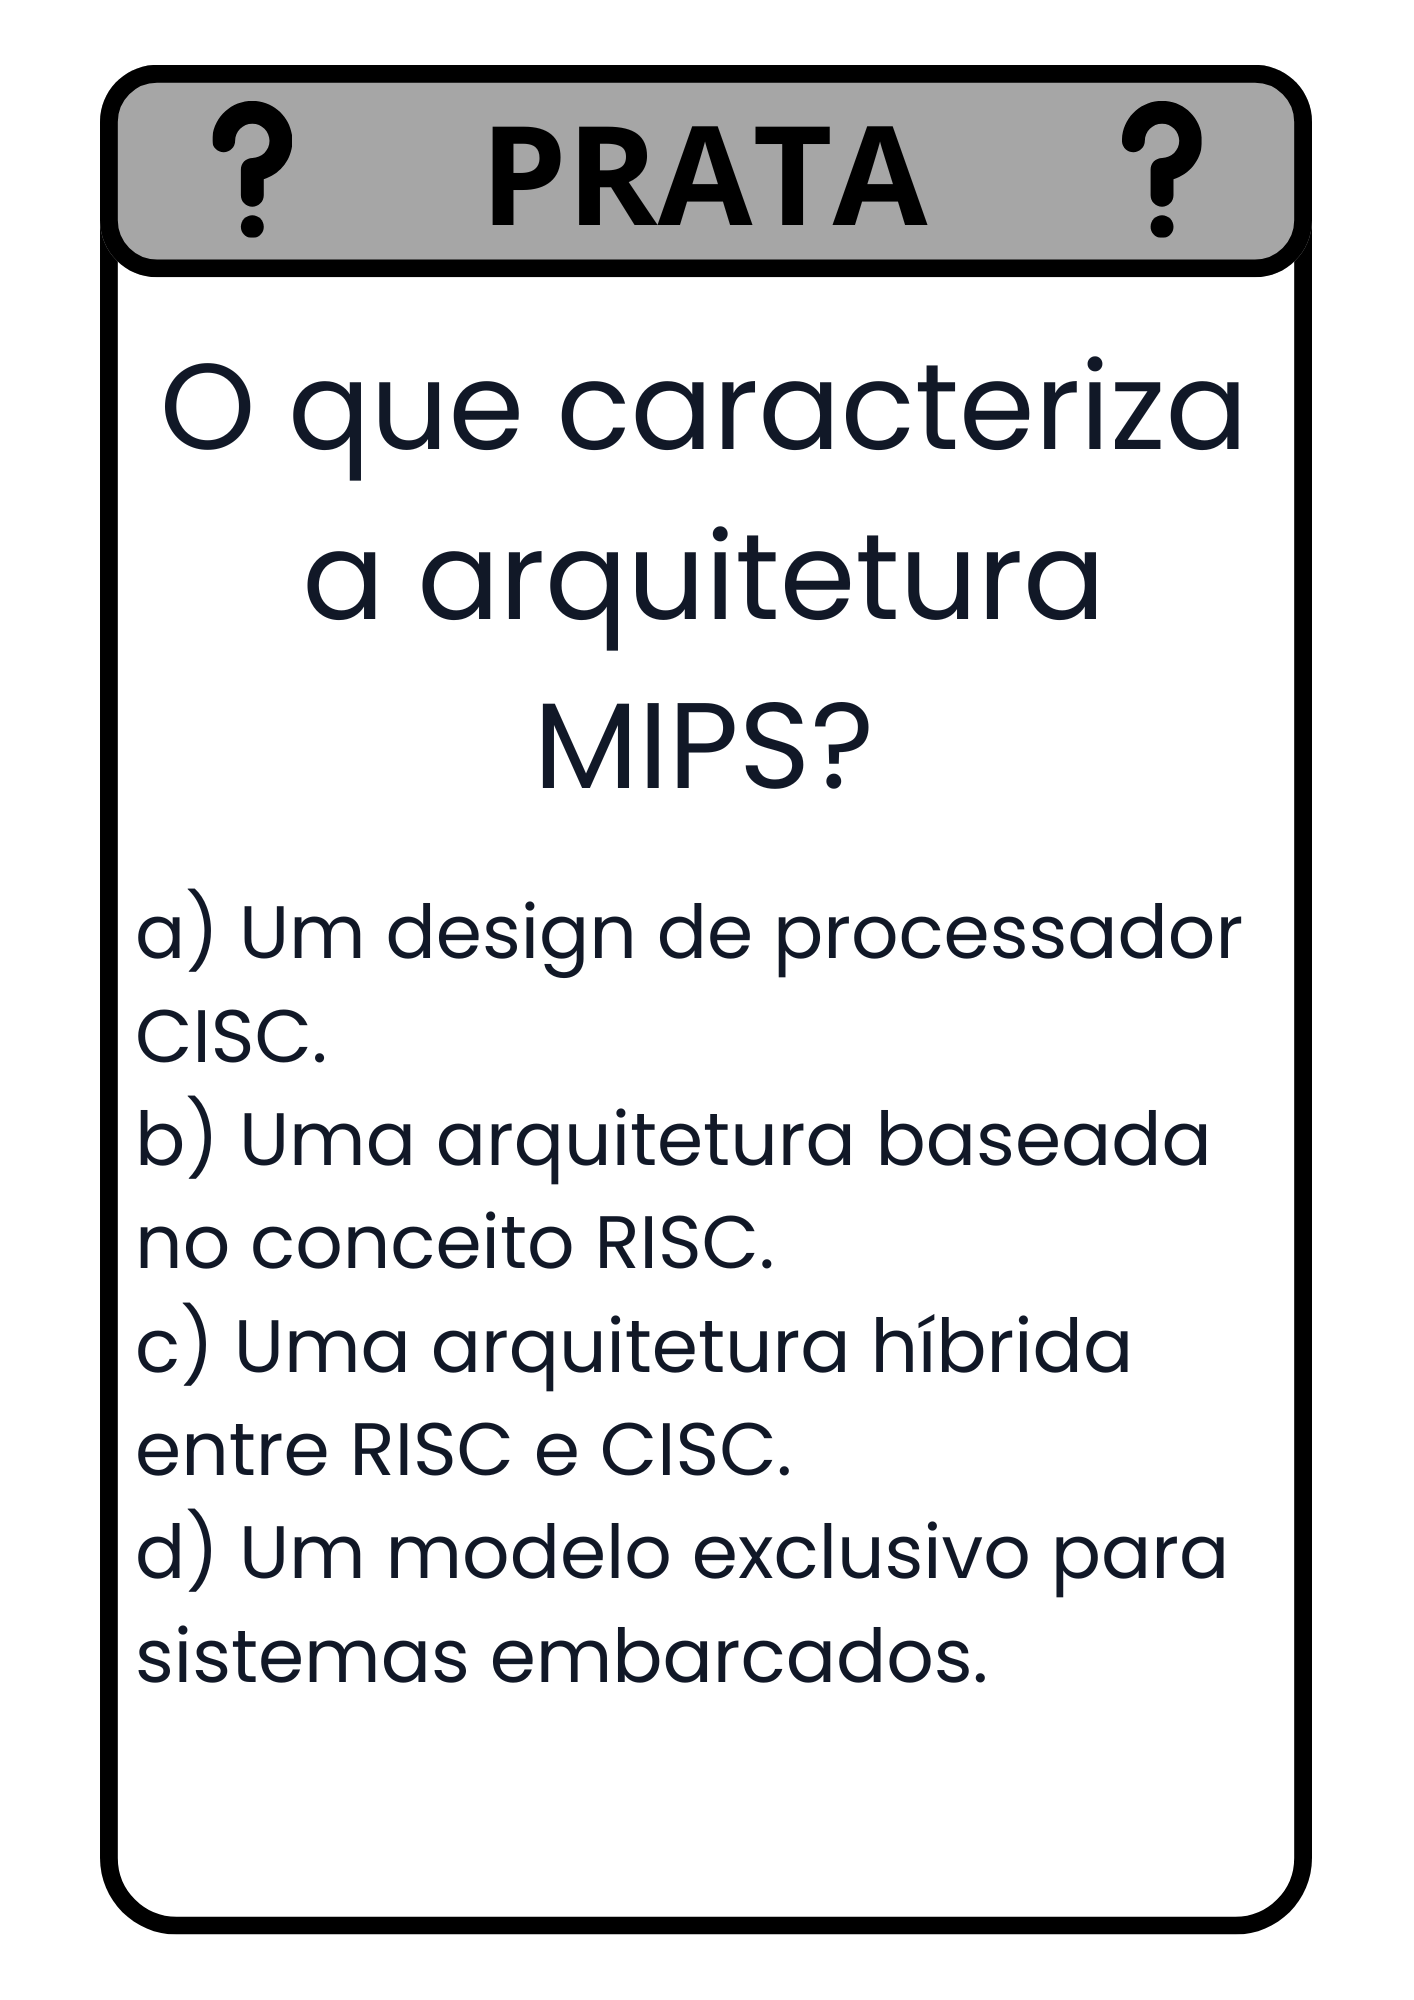 ? PRATA ?
O que caracteriza
a arquitetura
MIPS?
a) Um design de processador
CISC.
b) Uma arquitetura baseada
no conceito RISC.
c) Uma arquitetura híbrida
entre RISC e CISC.
d) Um modelo exclusivo para
sistemas embarcados.